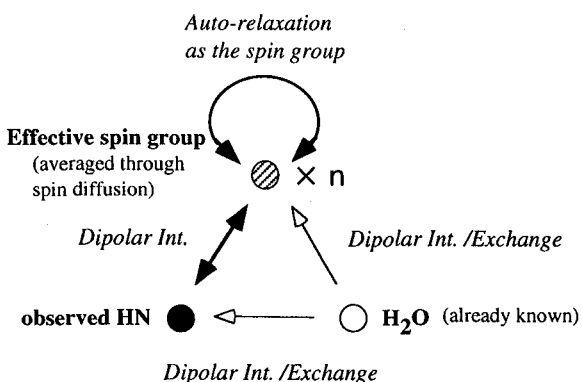 Auto-relaxation
as the spin group
Effective spin group
(averaged through
spin diffusion)
× n
Dipolar Int.
Dipolar Int. /Exchange
observed HN
H2O (already known)
Dipolar Int. /Exchange